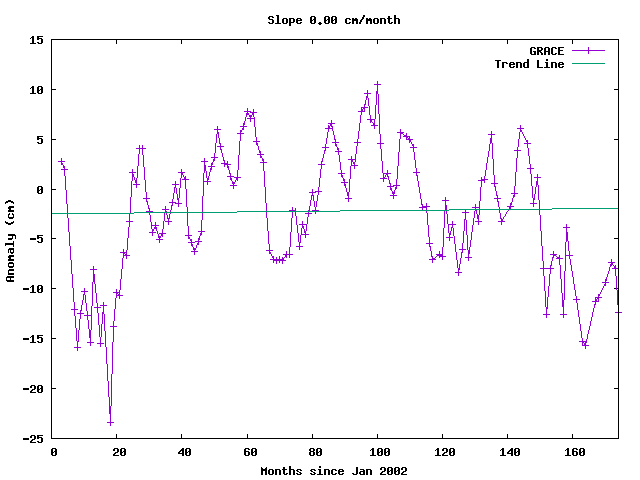 Slope 0.00 cm/month
GRACE
Trend Line
15
10
5
0
-5
-10
-15
-20
-25
Anomaly (cm)
0 20 40 60 80 100 120 140 160
Months since Jan 2002